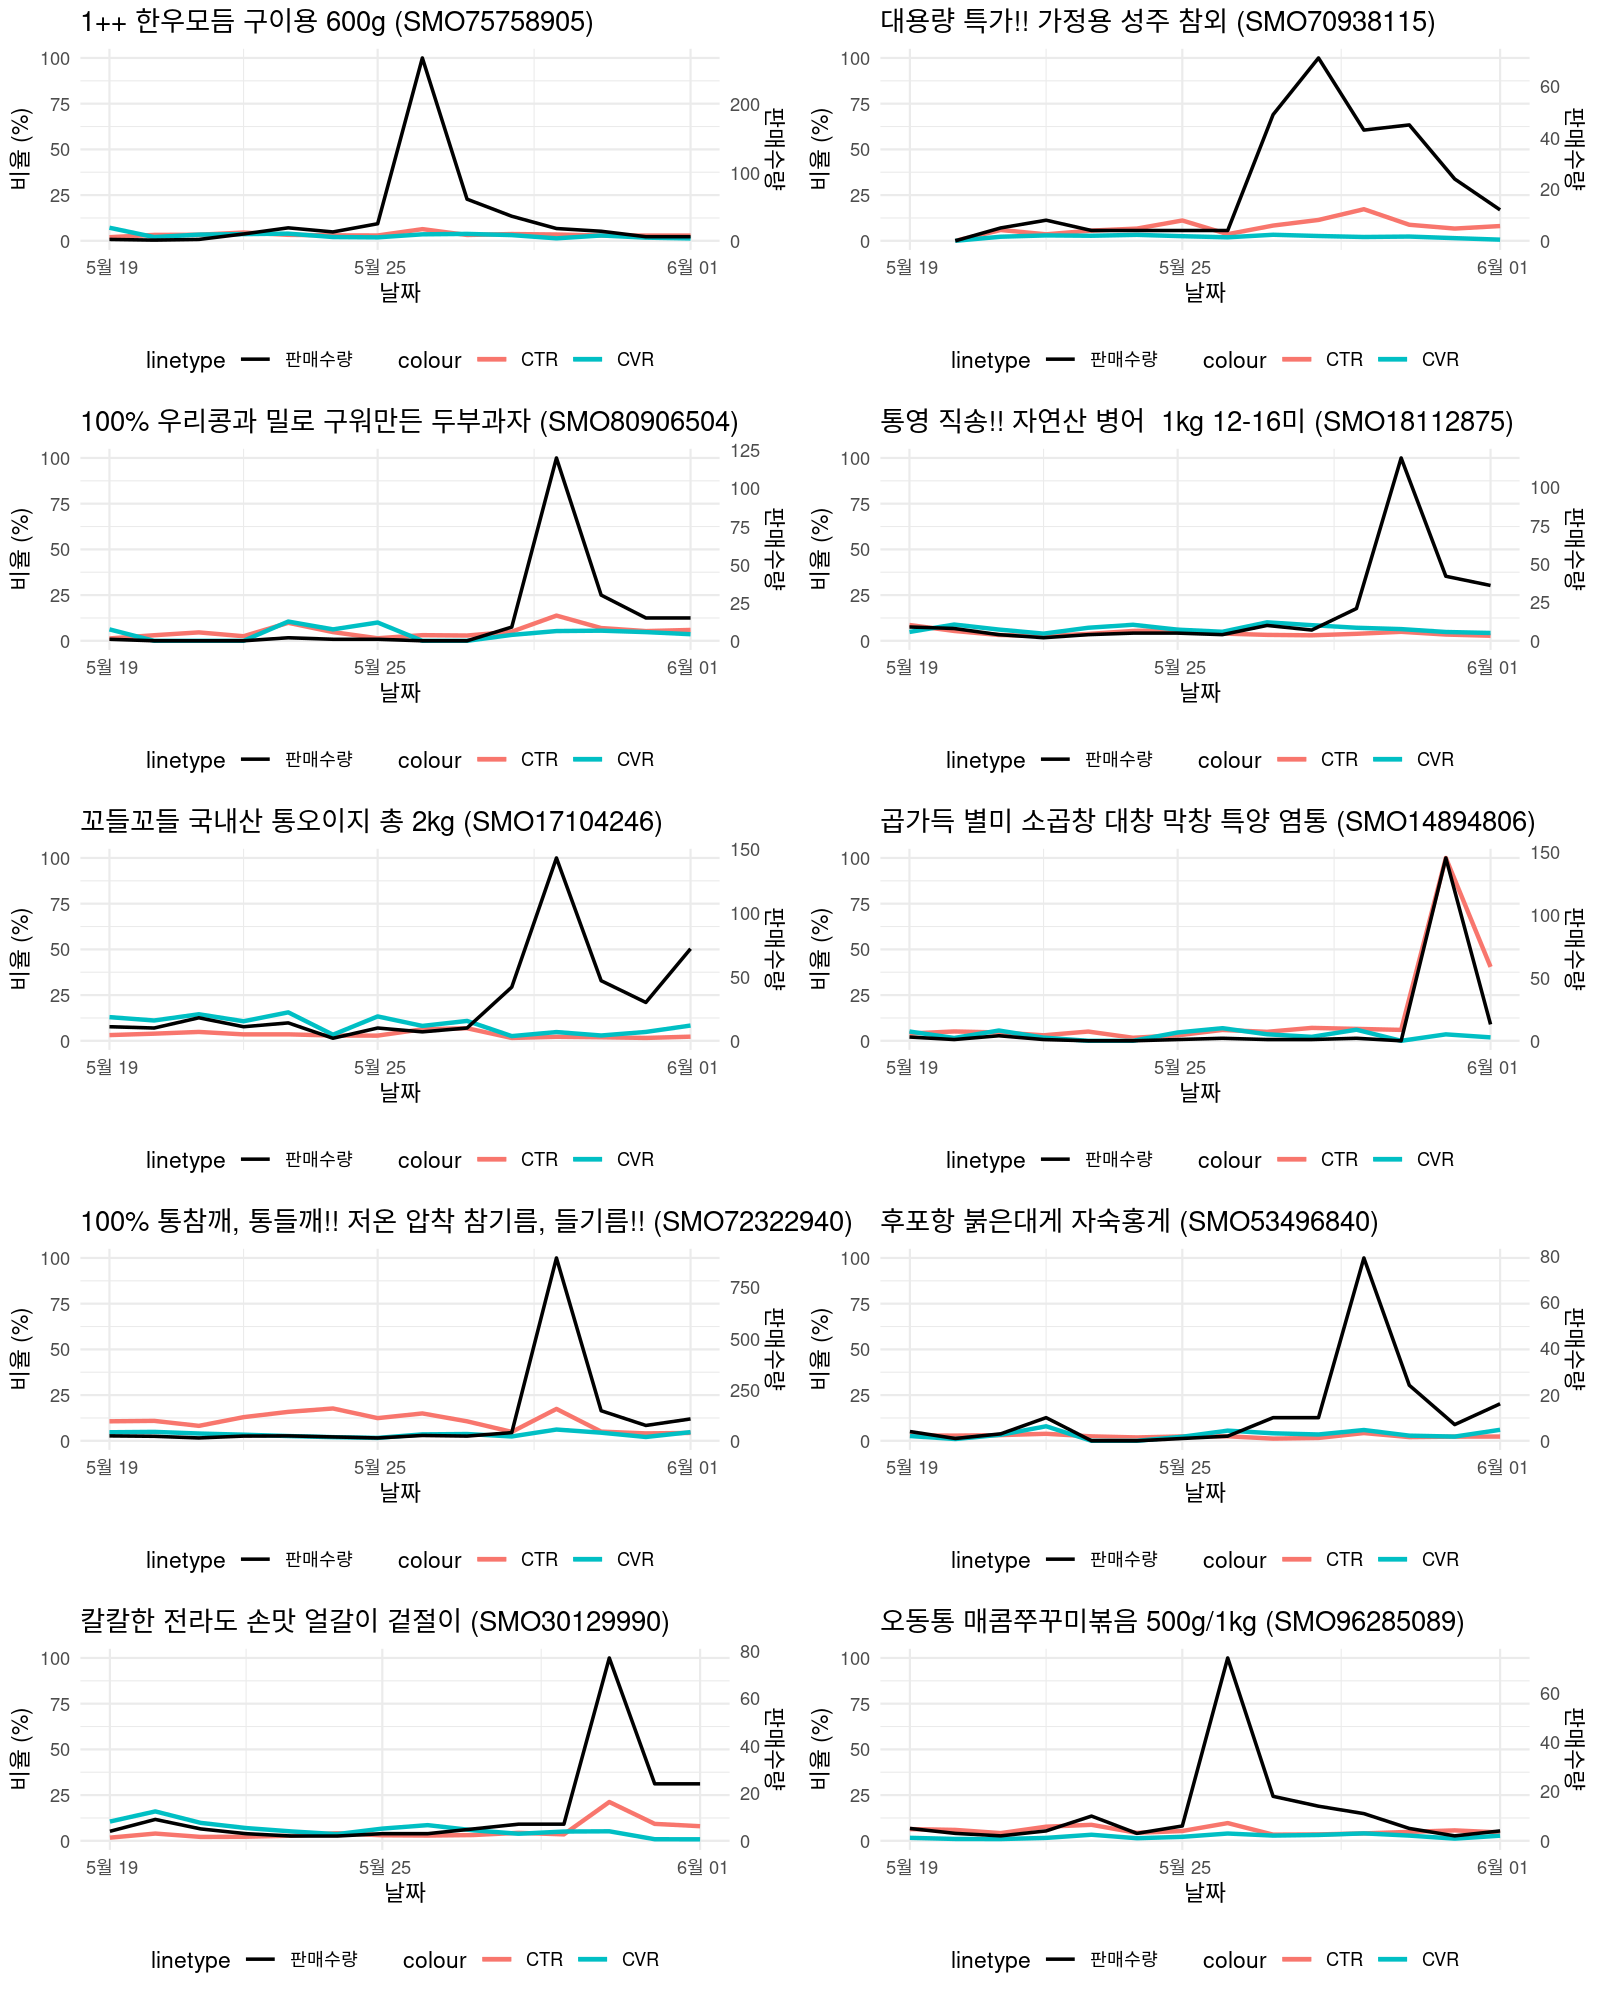 1++ 한우모듬 구이용 600g (SMO75758905)
100
75
50
25
0
비율 (%)
200
100
0
판매수량
5월 19
5월 25
6월 01
날짜
linetype 판매수량 colour CTR CVR
대용량 특가!! 가정용 성주 참외 (SMO70938115)
100
75
50
25
0
비율 (%)
60
40
20
0
판매수량
5월 19
5월 25
6월 01
날짜
linetype 판매수량 colour CTR CVR
100% 우리콩과 밀로 구워만든 두부과자 (SMO80906504)
100
75
50
25
0
비율 (%)
125
100
75
50
25
0
판매수량
5월 19
5월 25
6월 01
날짜
linetype 판매수량 colour CTR CVR
통영 직송!! 자연산 병어  1kg 12-16미 (SMO18112875)
100
75
50
25
0
비율 (%)
100
75
50
25
0
판매수량
5월 19
5월 25
6월 01
날짜
linetype 판매수량 colour CTR CVR
꼬들꼬들 국내산 통오이지 총 2kg (SMO17104246)
100
75
50
25
0
비율 (%)
150
100
50
0
판매수량
5월 19
5월 25
6월 01
날짜
linetype 판매수량 colour CTR CVR
곱가득 별미 소곱창 대창 막창 특양 염통 (SMO14894806)
100
75
50
25
0
비율 (%)
150
100
50
0
판매수량
5월 19
5월 25
6월 01
날짜
linetype 판매수량 colour CTR CVR
100% 통참깨, 통들깨!! 저온 압착 참기름, 들기름!! (SMO72322940)
100
75
50
25
0
비율 (%)
750
500
250
0
판매수량
5월 19
5월 25
6월 01
날짜
linetype 판매수량 colour CTR CVR
후포항 붉은대게 자숙홍게 (SMO53496840)
100
75
50
25
0
비율 (%)
80
60
40
20
0
판매수량
5월 19
5월 25
6월 01
날짜
linetype 판매수량 colour CTR CVR
칼칼한 전라도 손맛 얼갈이 겉절이 (SMO30129990)
100
75
50
25
0
비율 (%)
80
60
40
20
0
판매수량
5월 19
5월 25
6월 01
날짜
linetype 판매수량 colour CTR CVR
오동통 매콤쭈꾸미볶음 500g/1kg (SMO96285089)
100
75
50
25
0
비율 (%)
60
40
20
0
판매수량
5월 19
5월 25
6월 01
날짜
linetype 판매수량 colour CTR CVR